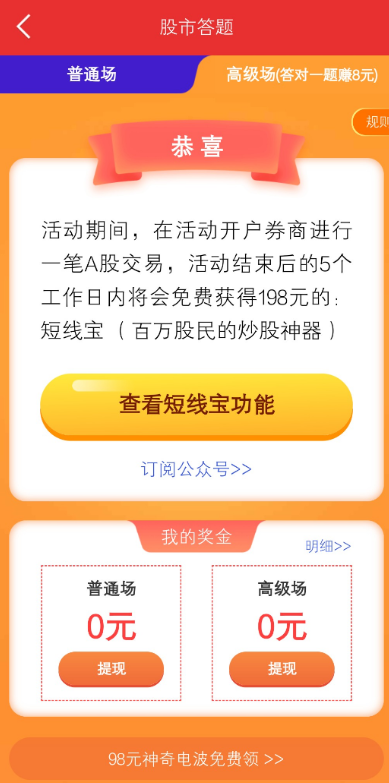 股市答题
普通场
高级场(答对一题赚8元)
规则
恭喜
活动期间，在活动开户券商进行
一笔A股交易，活动结束后的5个
工作日内将会免费获得198元的：
短线宝（百万股民的炒股神器）
查看短线宝功能
订阅公众号>>
我的奖金
明细>>
普通场
高级场
0元
0元
提现
提现
98元神奇电波免费领 >>